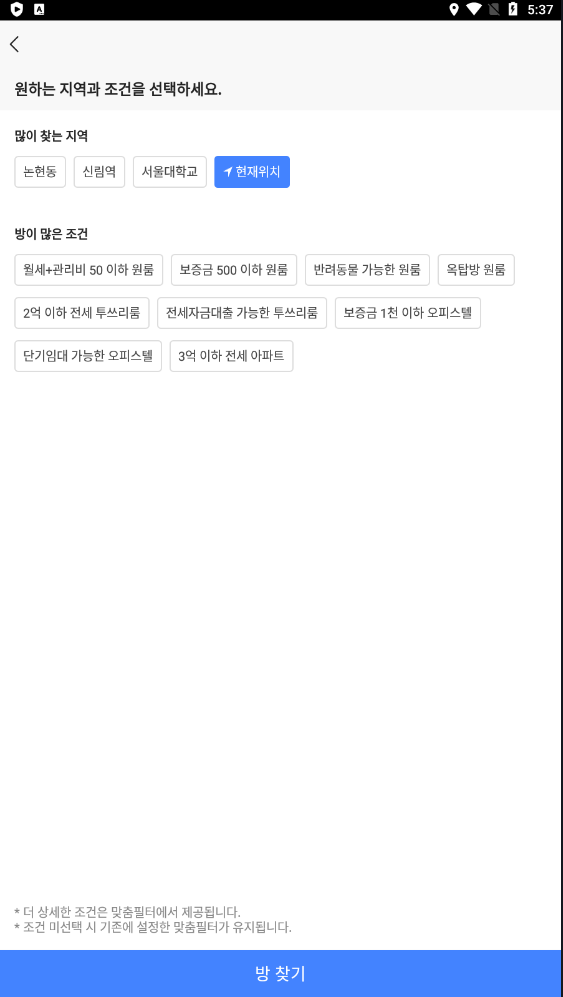 5:37
원하는 지역과 조건을 선택하세요.
많이 찾는 지역
논현동 신림역 서울대학교 현재위치
방이 많은 조건
월세+관리비 50 이하 원룸 보증금 500 이하 원룸 반려동물 가능한 원룸 옥탑방 원룸
2억 이하 전세 투쓰리룸 전세자금대출 가능한 투쓰리룸 보증금 1천 이하 오피스텔
단기임대 가능한 오피스텔 3억 이하 전세 아파트
* 더 상세한 조건은 맞춤필터에서 제공됩니다.
* 조건 미선택 시 기존에 설정한 맞춤필터가 유지됩니다.
방 찾기